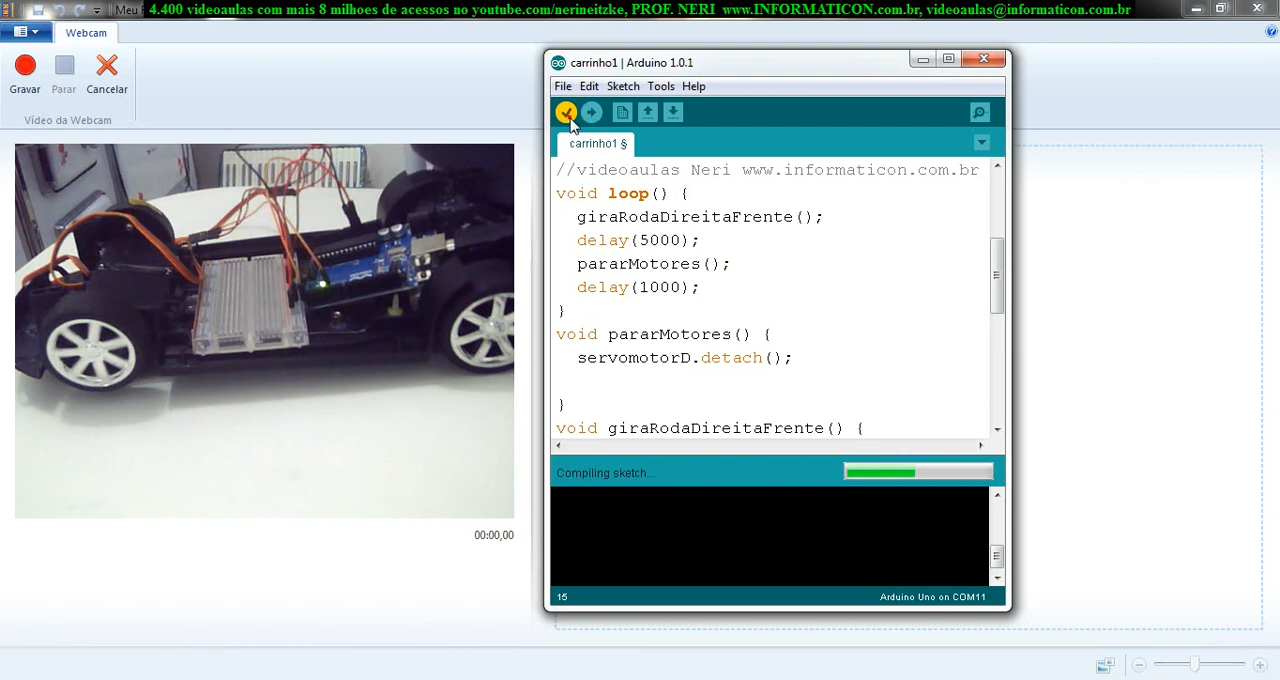 Meu
4.400 videoaulas com mais 8 milhoes de acessos no youtube.com/nerineitzke, PROF. NERI www.INFORMATICON.com.br, videoaulas@informaticon.com.br
Webcam
Gravar Parar Cancelar
Vídeo da Webcam
00:00,00
carrinho1 | Arduino 1.0.1
File Edit Sketch Tools Help
carrinho1 §
//videoaulas Neri www.informaticon.com.br
void loop() {
giraRodaDireitaFrente();
delay(5000);
pararMotores();
delay(1000);
}
void pararMotores() {
servomotorD.detach();
}
void giraRodaDireitaFrente() {
Compiling sketch...
15 Arduino Uno on COM11